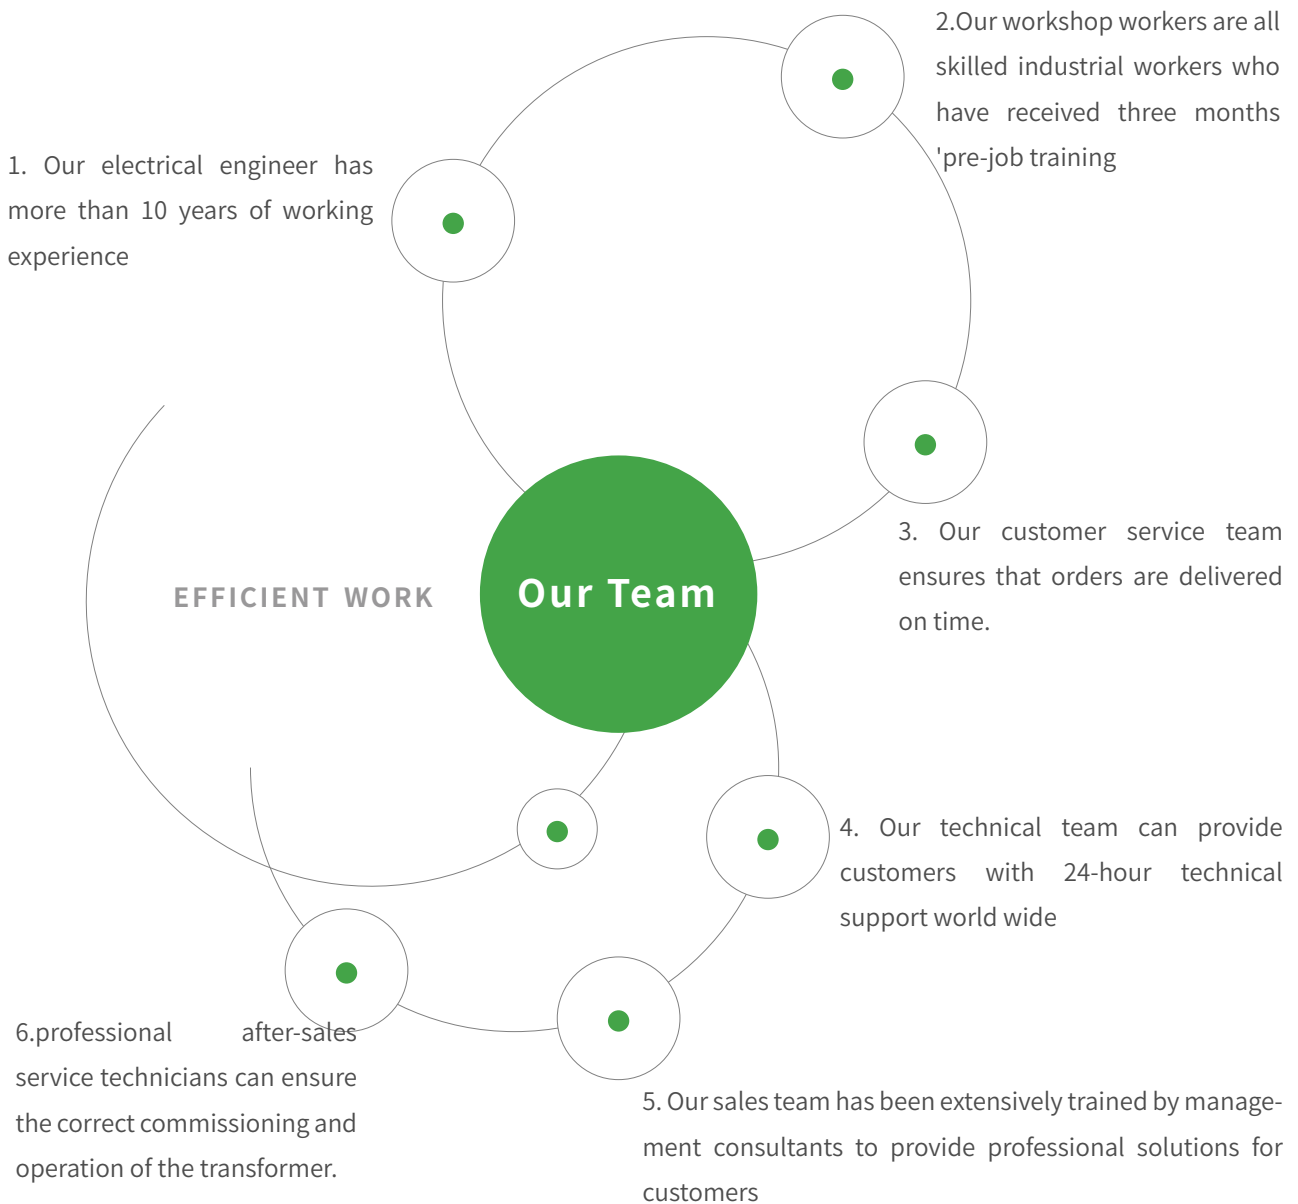 1. Our electrical engineer has
more than 10 years of working
experience
2.Our workshop workers are all
skilled industrial workers who
have received three months
'pre-job training
3. Our customer service team
ensures that orders are delivered
on time.
EFFICIENT WORK
Our Team
4. Our technical team can provide
customers with 24-hour technical
support world wide
5. Our sales team has been extensively trained by manage-
ment consultants to provide professional solutions for
customers
6.professional after-sales
service technicians can ensure
the correct commissioning and
operation of the transformer.